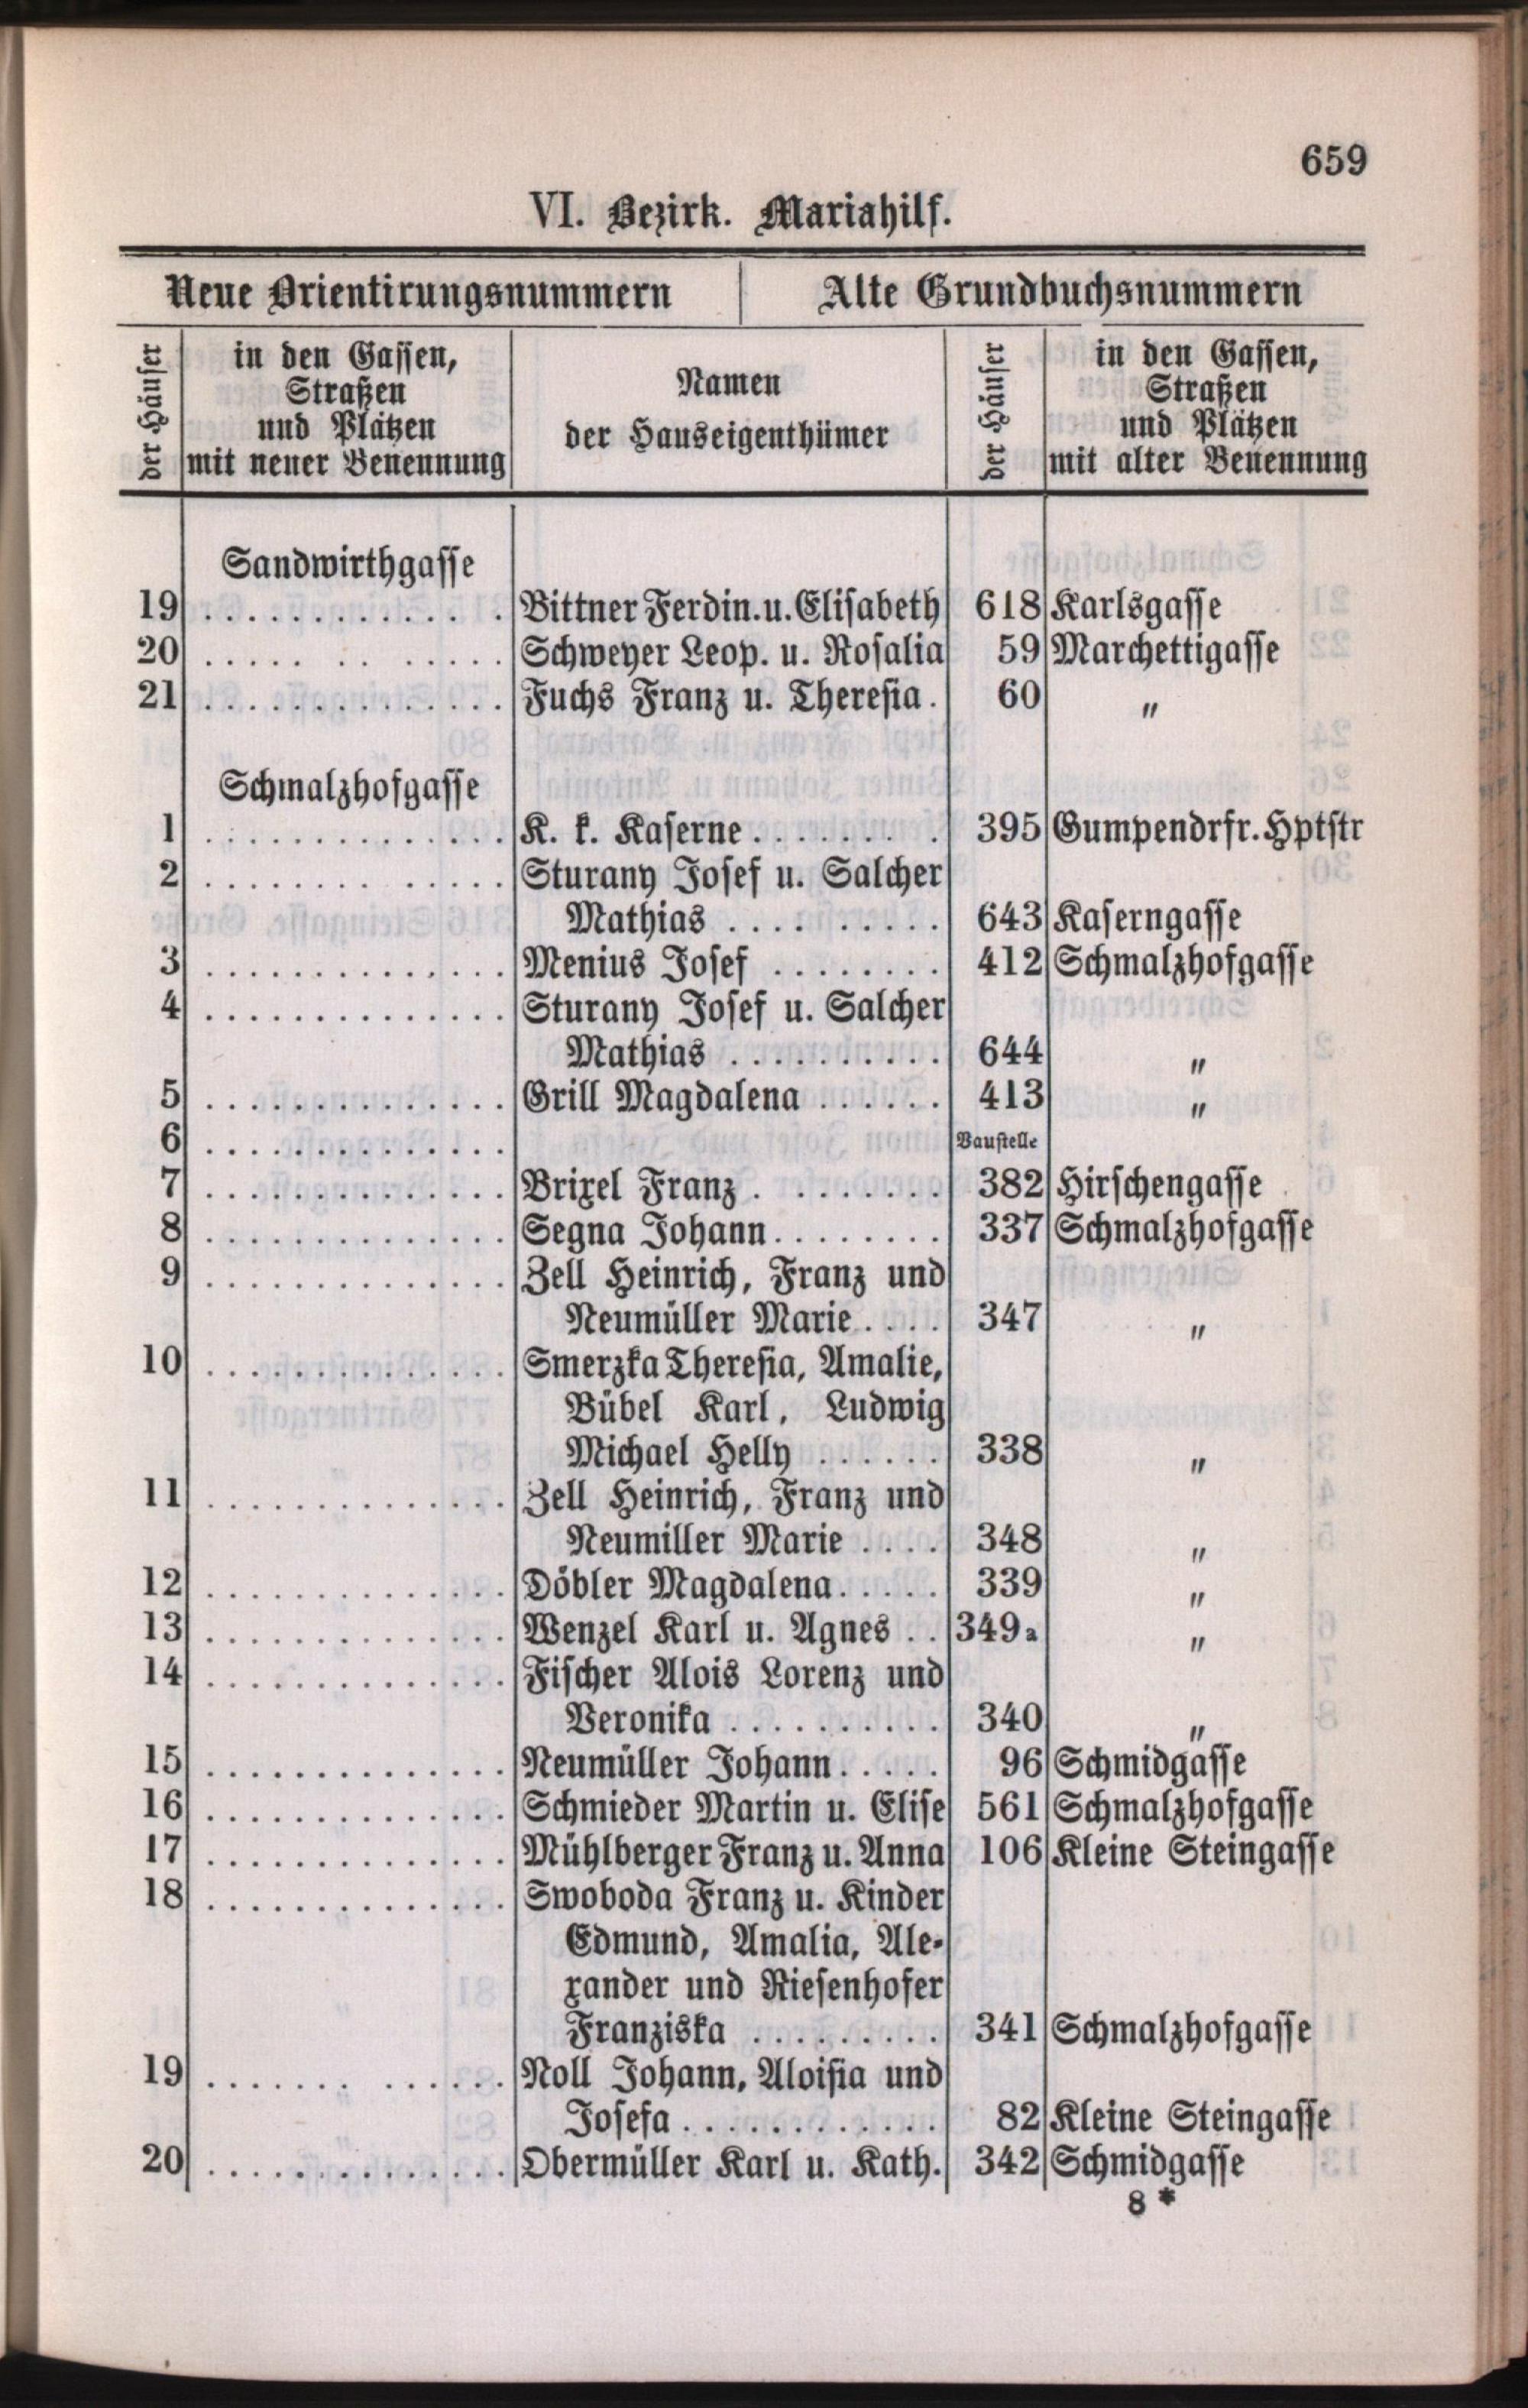 659
VI. Bezirk. Mariahilf.
Neue Orientirungsnummern Alte Grundbuchsnummern
der Häuser
in den Gassen,
Straßen
und Plätzen
mit neuer Benennung
Namen
der Hauseigenthümer
der Häuser
in den Gassen,
Straßen
und Plätzen
mit alter Benennung
Sandwirthgasse
19 . . . . . . . . . . . . . Bittner Ferdin. u. Elisabeth 618 Karlsgasse
20 . . . . . . . . . . . . . Schweyer Leop. u. Rosalia 59 Marchettigasse
21 . . . . . . . . . . . . . . Fuchs Franz u. Theresia . 60 "
Schmalzhofgasse
1 . . . . . . . . . . . . . . K. k. Kaserne . . . . . . . . 395 Gumpendrfr. Hptstr
2 . . . . . . . . . . . . . Sturany Josef u. Salcher
Mathias . . . . . . . . . . 643 Kaserngasse
3 . . . . . . . . . . . . . . Menius Josef . . . . . . . . 412 Schmalzhofgasse
4 . . . . . . . . . . . . . . Sturany Josef u. Salcher
Mathias . . . . . . . . . . 644 "
5 . . . . . . . . . . . . . . Grill Magdalena . . . . . . 413 "
6 . . . . . . . . . . . . . . Baustelle
7 . . . . . . . . . . . . . . Brixel Franz . . . . . . . . 382 Hirschengasse
8 . . . . . . . . . . . . . . Segna Johann . . . . . . . . 337 Schmalzhofgasse
9 . . . . . . . . . . . . . . Zell Heinrich, Franz und
Neumüller Marie . . . . 347 "
10 . . . . . . . . . . . . . . Smerzka Theresia, Amalie,
Bübel Karl, Ludwig
Michael Helly . . . . . . 338 "
11 . . . . . . . . . . . . . . Zell Heinrich, Franz und
Neumiller Marie . . . . 348 "
12 . . . . . . . . . . . . . . Döbler Magdalena . . . . . 339 "
13 . . . . . . . . . . . . . . Wenzel Karl u. Agnes . . 349a "
14 . . . . . . . . . . . . . . Fischer Alois Lorenz und
Veronika . . . . . . . . . . 340 "
15 . . . . . . . . . . . . . . Neumüller Johann . . . . . 96 Schmidgasse
16 . . . . . . . . . . . . . . Schmieder Martin u. Elise 561 Schmalzhofgasse
17 . . . . . . . . . . . . . . Mühlberger Franz u. Anna 106 Kleine Steingasse
18 . . . . . . . . . . . . . . Swoboda Franz u. Kinder
Edmund, Amalia, Ale-
xander und Riesenhofer
Franziska . . . . . . . . . 341 Schmalzhofgasse
19 . . . . . . . . . . . . . Noll Johann, Aloisia und
Josefa . . . . . . . . . . . . 82 Kleine Steingasse
20 . . . . . . . . . . . . . . Obermüller Karl u. Kath. 342 Schmidgasse
8 *